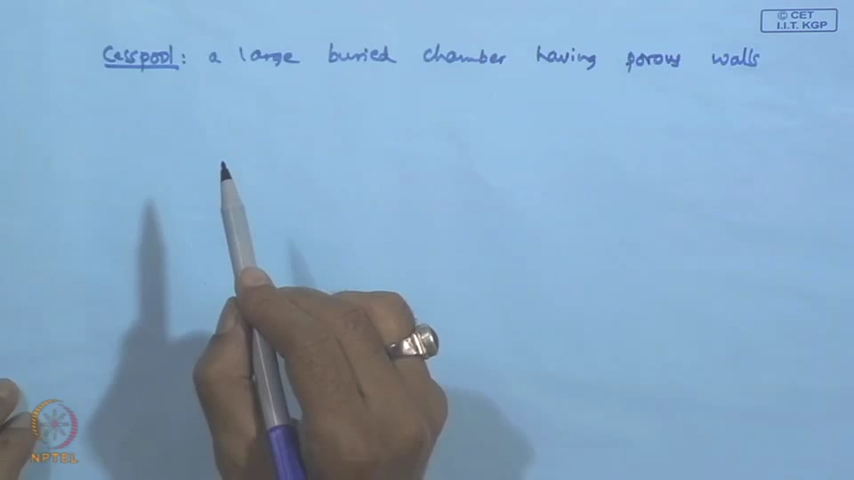 © CET
I.I.T. KGP
Cesspool: a large buried chamber having porous walls
NPTEL